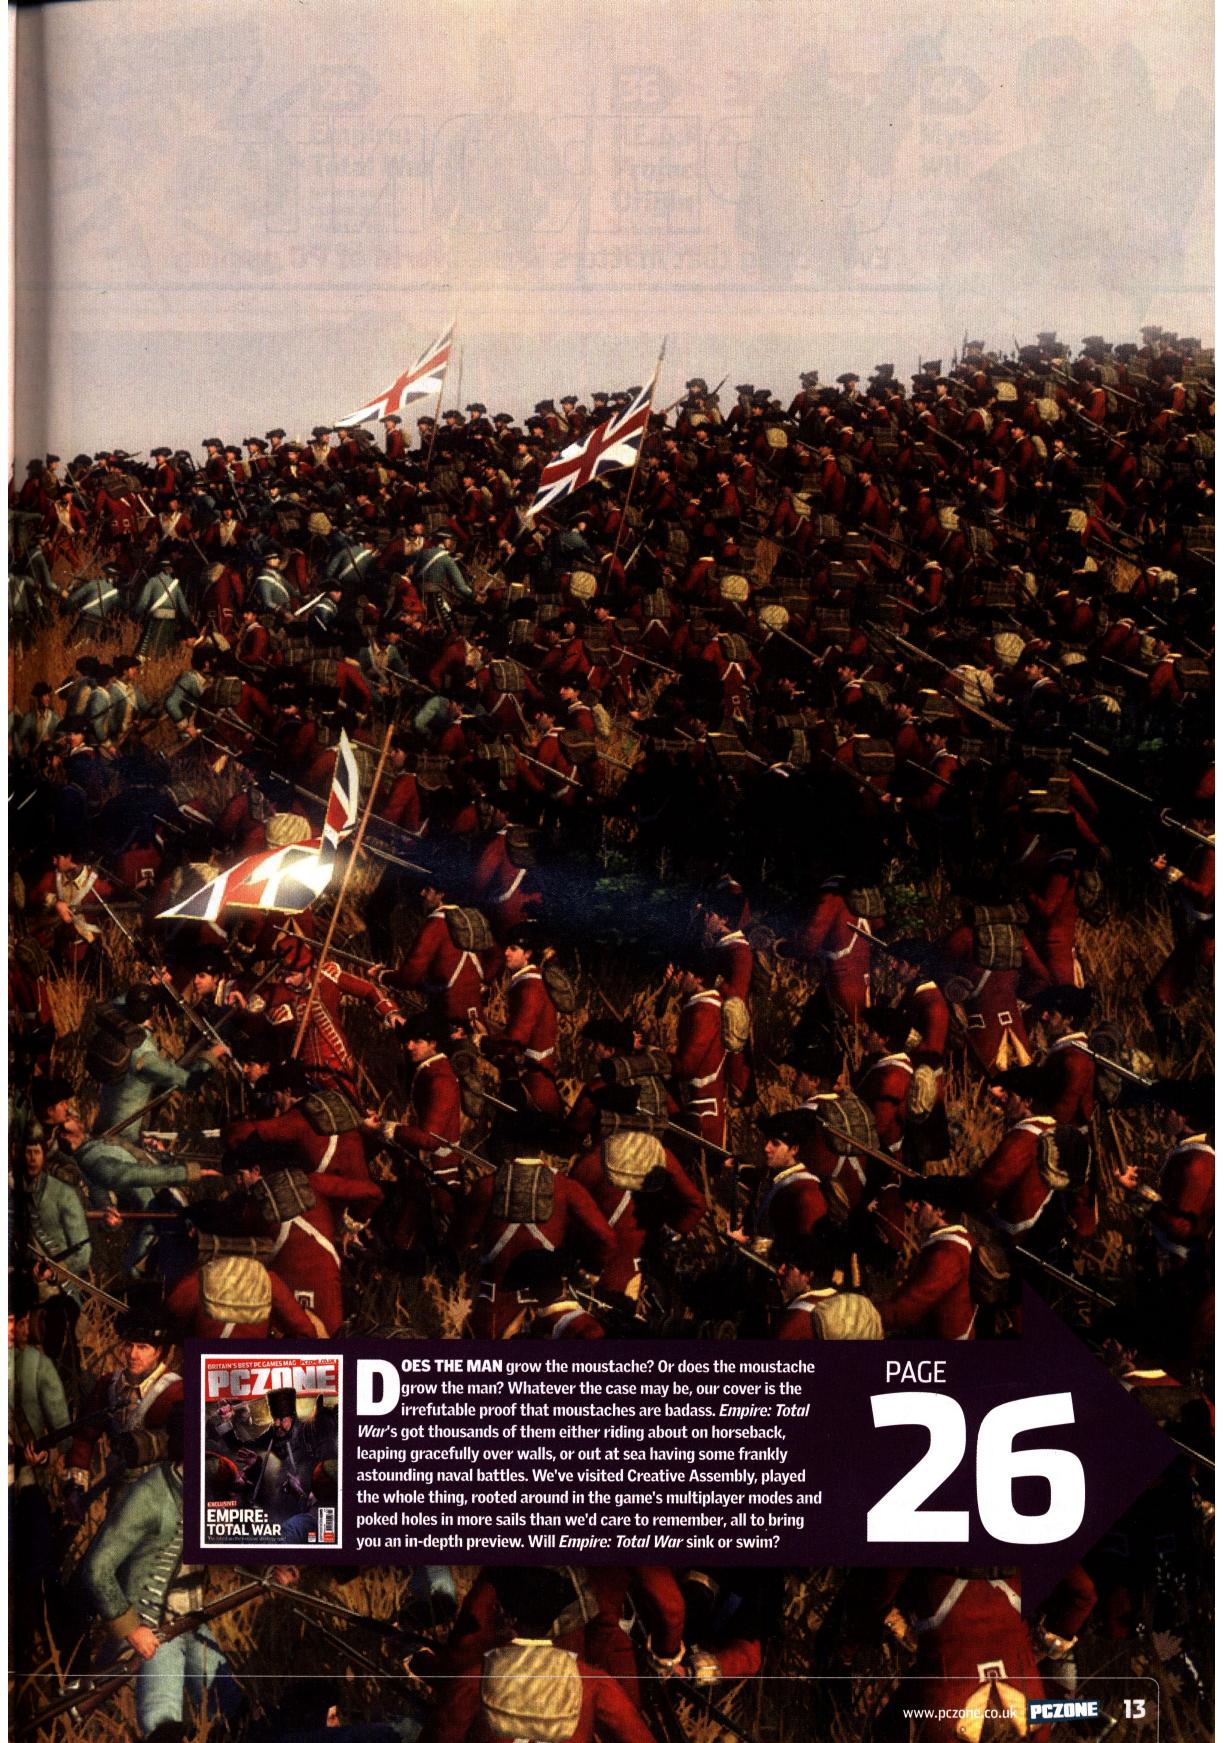 DOES THE MAN grow the moustache? Or does the moustache
grow the man? Whatever the case may be, our cover is the
irrefutable proof that moustaches are badass. Empire: Total
War's got thousands of them either riding about on horseback,
leaping gracefully over walls, or out at sea having some frankly
astounding naval battles. We've visited Creative Assembly, played
the whole thing, rooted around in the game's multiplayer modes and
poked holes in more sails than we'd care to remember, all to bring
you an in-depth preview. Will Empire: Total War sink or swim?
BRITAIN'S BEST PC GAMES MAG
PCZONE.CO.UK
PCZONE
EXCLUSIVE!
EMPIRE:
TOTAL WAR
PAGE
26
www.pczone.co.uk PCZONE 13